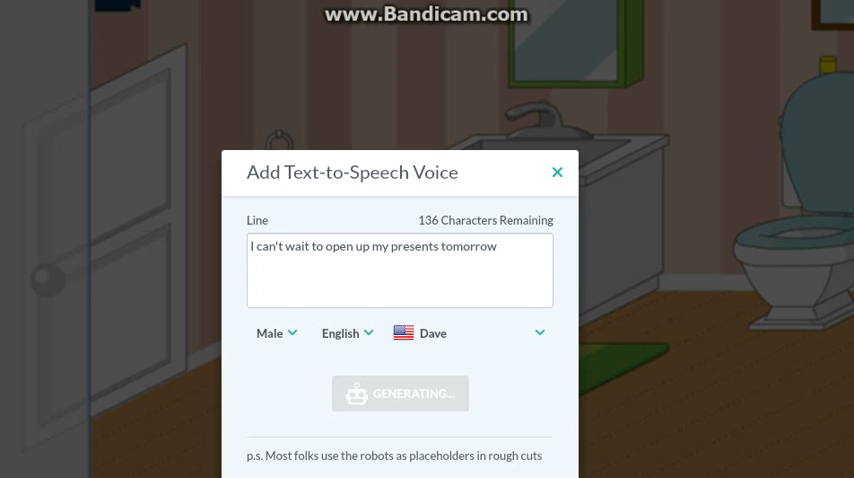 www.Bandicam.com
Add Text-to-Speech Voice
Line 136 Characters Remaining
I can't wait to open up my presents tomorrow
Male English Dave
GENERATING...
p.s. Most folks use the robots as placeholders in rough cuts